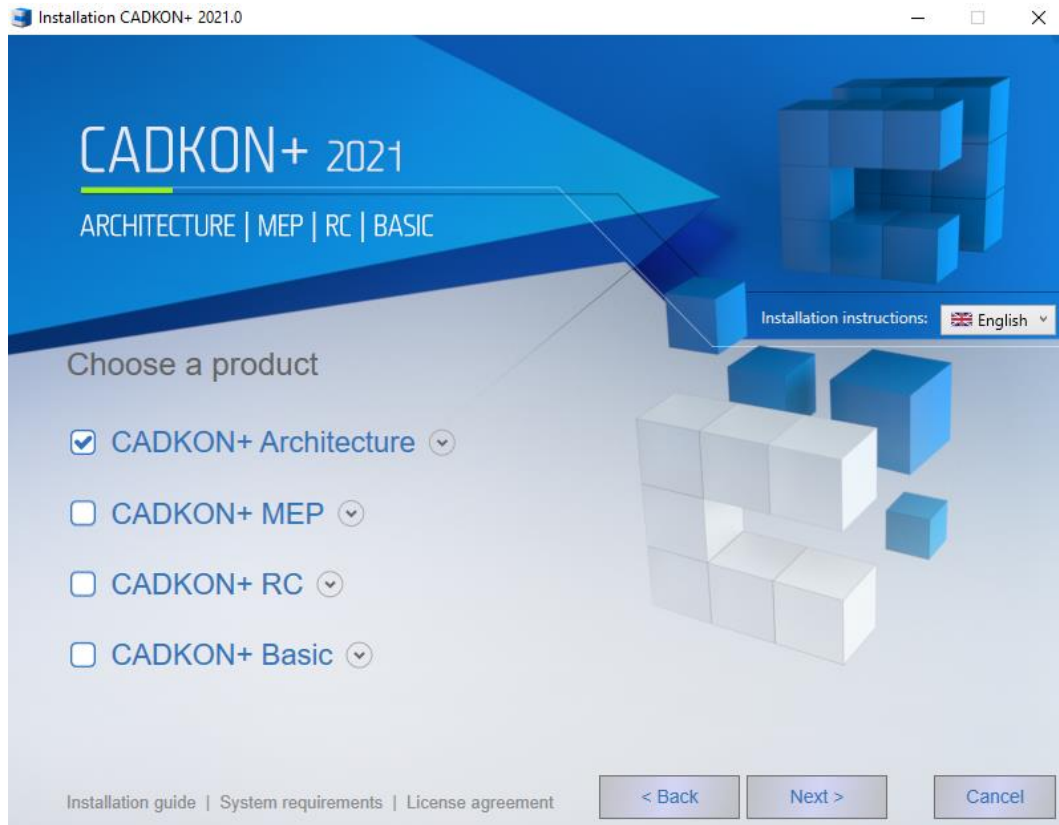 Installation CADKON+ 2021.0
CADKON+ 2021
ARCHITECTURE | MEP | RC | BASIC
Installation instructions: English
Choose a product
CADKON+ Architecture
CADKON+ MEP
CADKON+ RC
CADKON+ Basic
Installation guide | System requirements | License agreement
< Back Next > Cancel